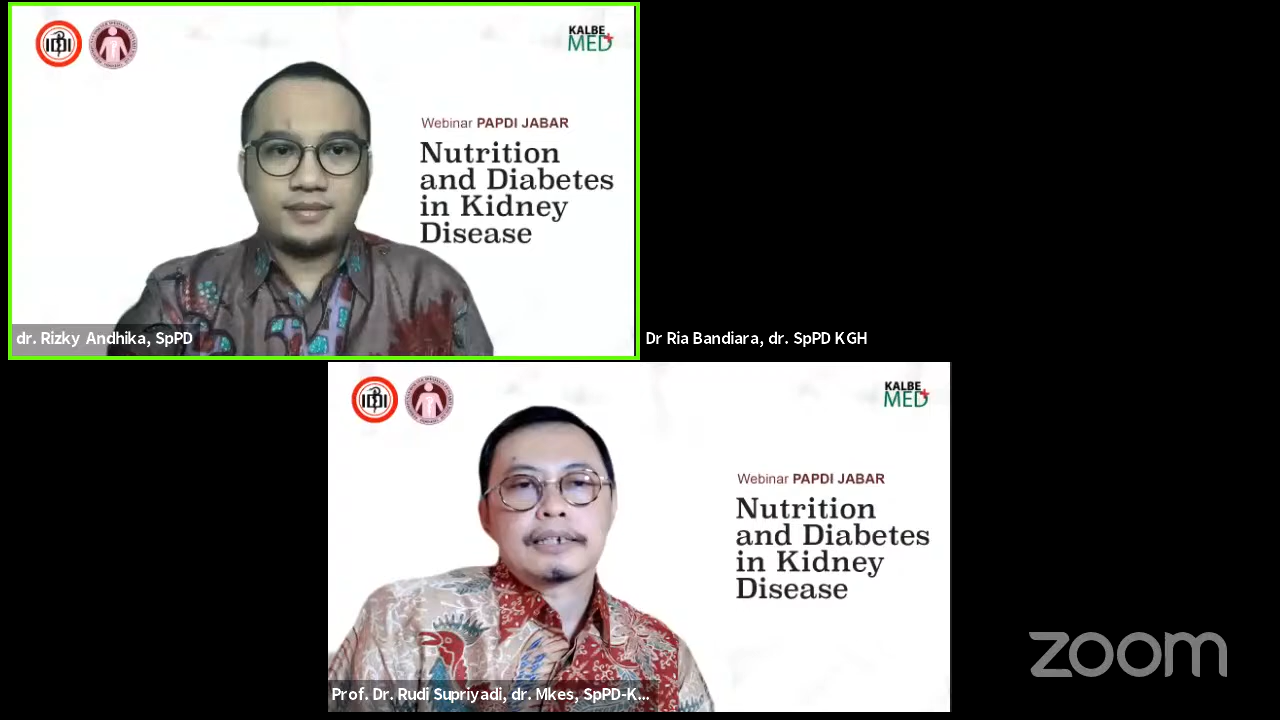 IDI
KALBE
MED
Webinar PAPDI JABAR
Nutrition
and Diabetes
in Kidney
Disease
dr. Rizky Andhika, SpPD
Dr Ria Bandiara, dr. SpPD KGH
IDI
KALBE
MED
Webinar PAPDI JABAR
Nutrition
and Diabetes
in Kidney
Disease
Prof. Dr. Rudi Supriyadi, dr. Mkes, SpPD-K...
zoom